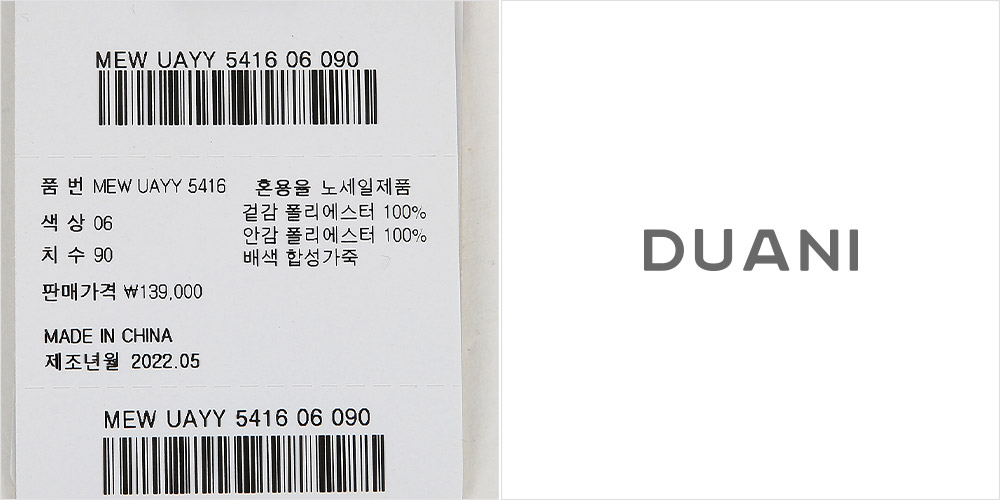 MEW UAYY 5416 06 090
품 번 MEW UAYY 5416
색 상 06
치 수 90
판매가격 ₩139,000
MADE IN CHINA
제조년월 2022.05
혼용율 노세일제품
겉감 폴리에스터 100%
안감 폴리에스터 100%
배색 합성가죽
MEW UAYY 5416 06 090
DUANI